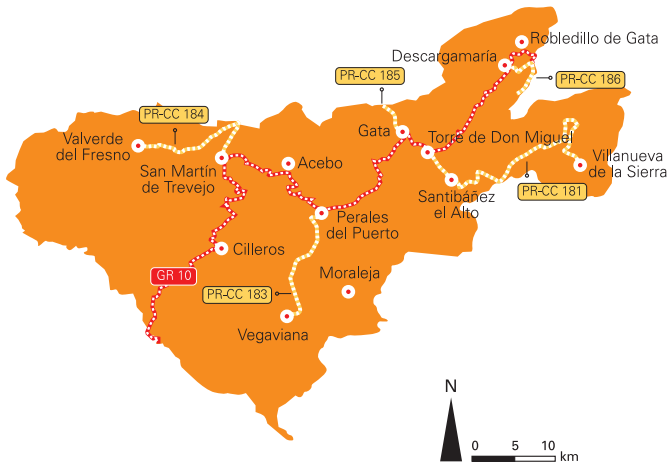 Robledillo de Gata
Descargamaría
PR-CC 185
PR-CC 186
PR-CC 184
Gata
Torre de Don Miguel
Valverde
del Fresno
San Martín
de Trevejo
Acebo
Villanueva
de la Sierra
PR-CC 181
Santibáñez
el Alto
Perales
del Puerto
Cilleros
GR 10
Moraleja
PR-CC 183
Vegaviana
N
0 5 10
km